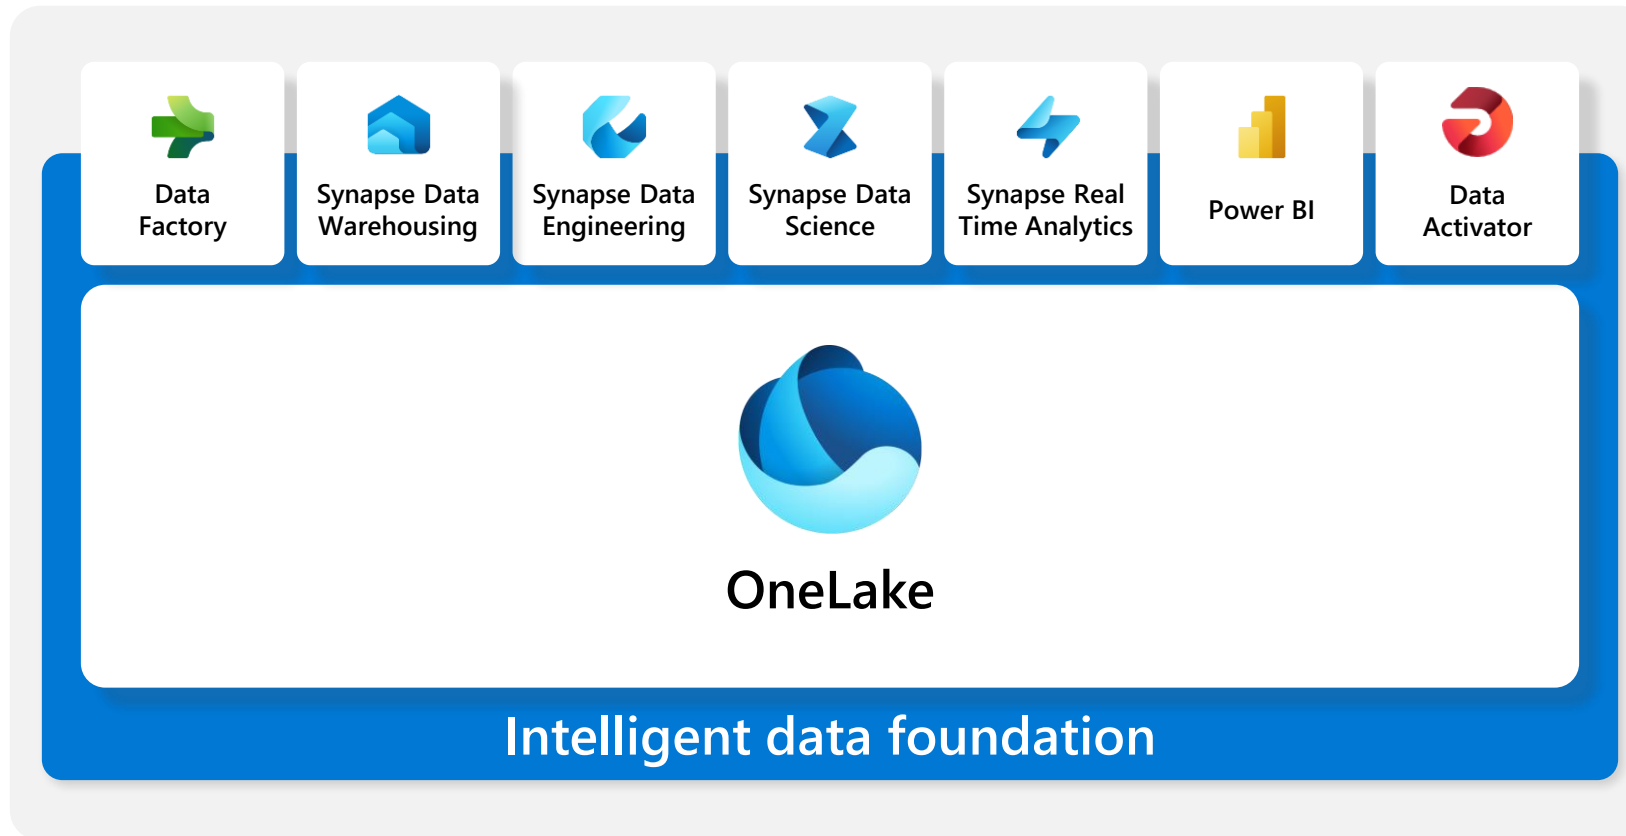 Data
Factory
Synapse Data
Warehousing
Synapse Data
Engineering
Synapse Data
Science
Synapse Real
Time Analytics
Power BI
Data
Activator
OneLake
Intelligent data foundation